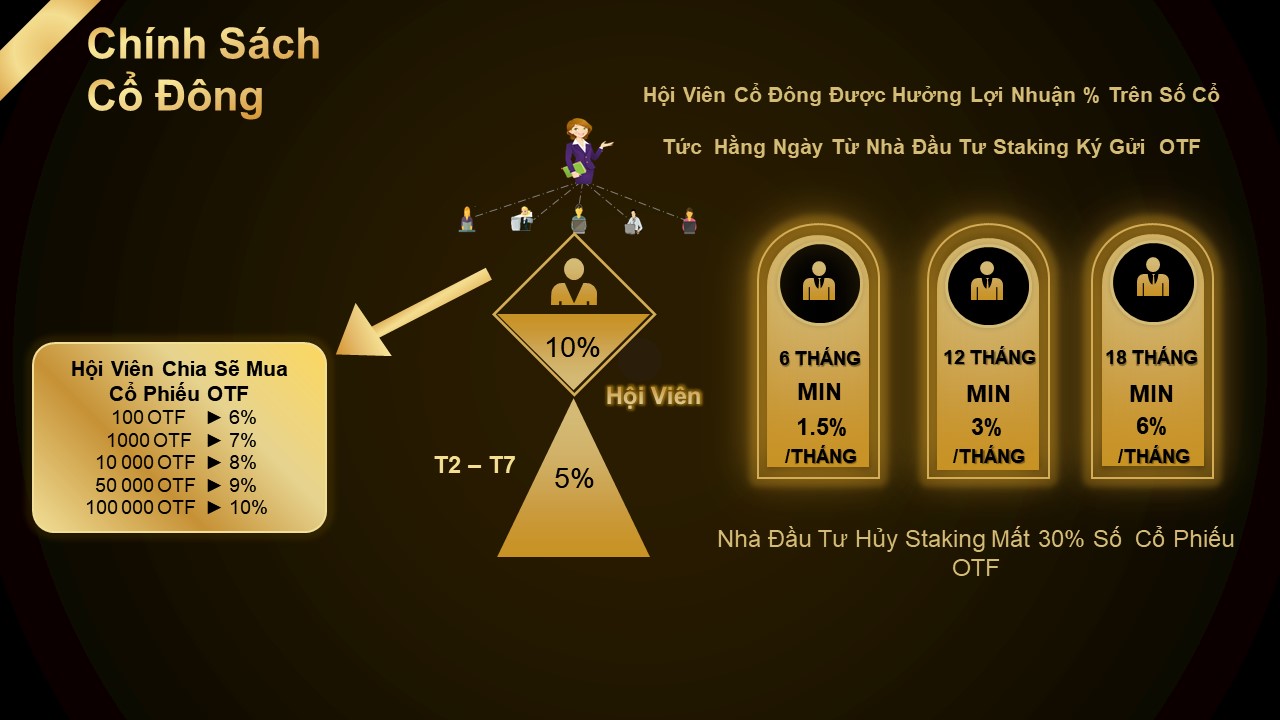 Chính Sách
Cổ Đông
Hội Viên Cổ Đông Được Hưởng Lợi Nhuận % Trên Số Cổ
Tức Hằng Ngày Từ Nhà Đầu Tư Staking Ký Gửi OTF
Hội Viên Chia Sẽ Mua
Cổ Phiếu OTF
100 OTF ► 6%
1000 OTF ► 7%
10 000 OTF ► 8%
50 000 OTF ► 9%
100 000 OTF ► 10%
10%
Hội Viên
T2 – T7
5%
6 THÁNG
MIN
1.5%
/THÁNG
12 THÁNG
MIN
3%
/THÁNG
18 THÁNG
MIN
6%
/THÁNG
Nhà Đầu Tư Hủy Staking Mất 30% Số Cổ Phiếu
OTF